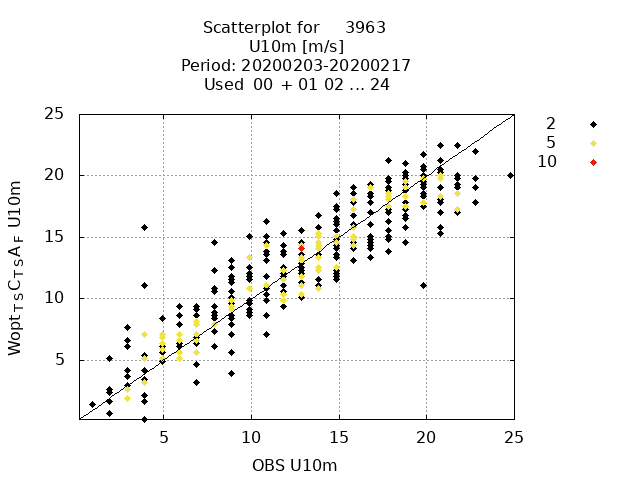 Scatterplot for 3963
U10m [m/s]
Period: 20200203-20200217
Used 00 + 01 02 ... 24
25
20
15
10
5
5 10 15 20 25
OBS U10m
Wopt T S C T S A F U10m
2
5
10